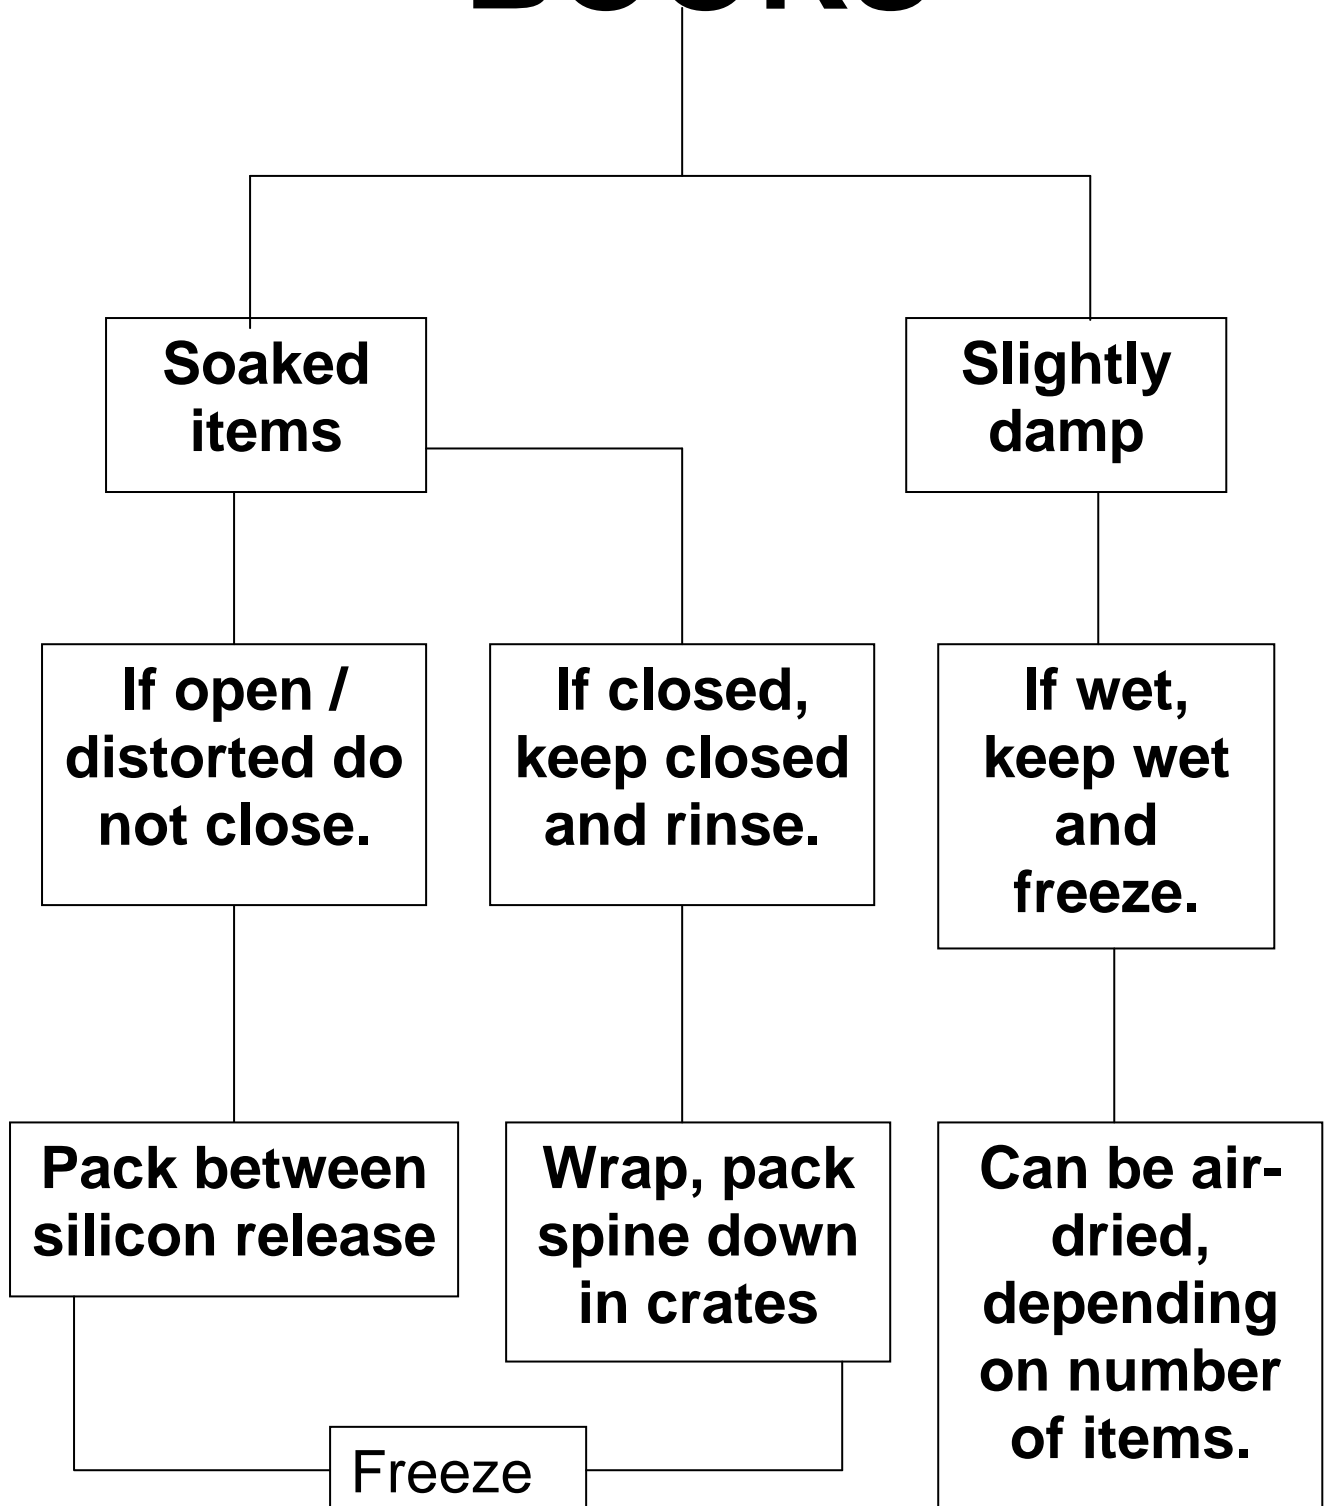 Soaked
items
Slightly
damp
If open /
distorted do
not close.
If closed,
keep closed
and rinse.
If wet,
keep wet
and
freeze.
Pack between
silicon release
Wrap, pack
spine down
in crates
Can be air-
dried,
depending
on number
of items.
Freeze